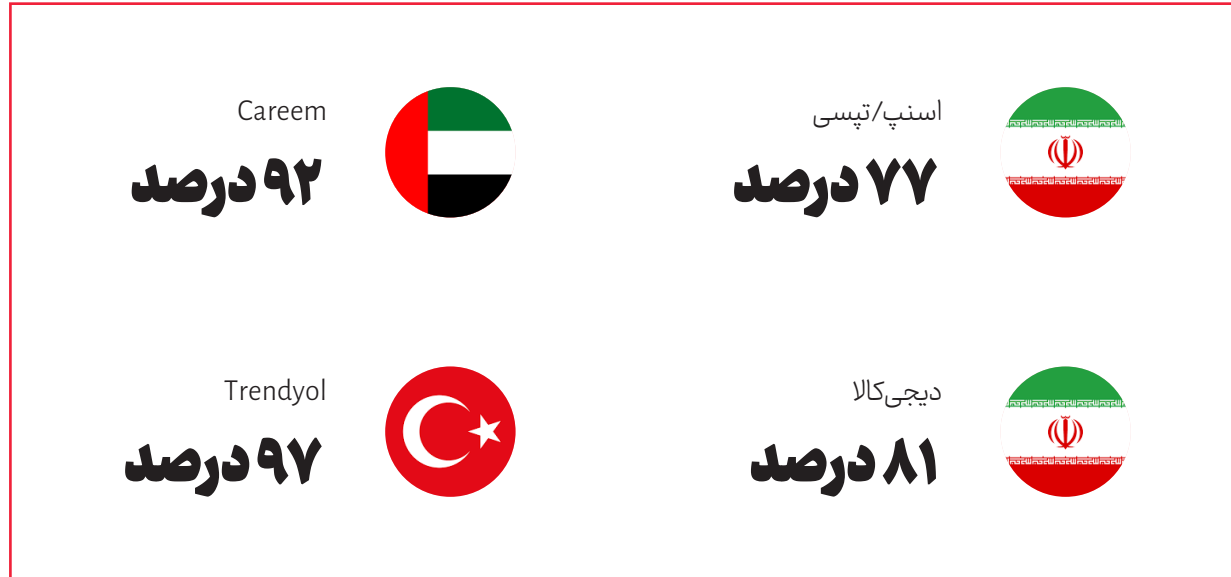 اسنپ/تپسی
۷۷ درصد
Careem
۹۲ درصد
دیجی‌کالا
۸۱ درصد
Trendyol
۹۷ درصد